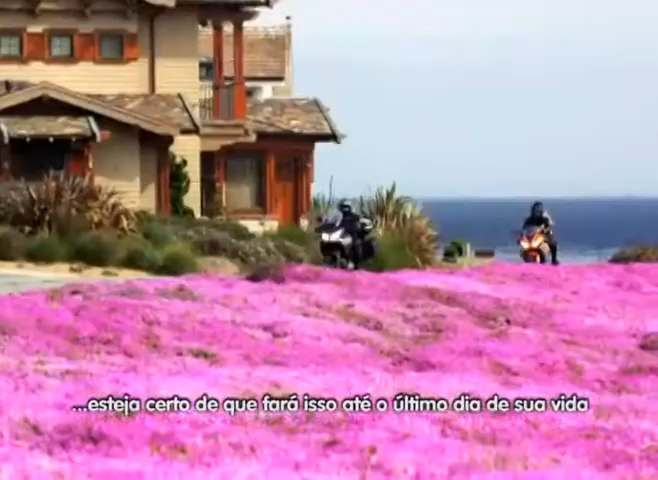 ...esteja certo de que fará isso até o último dia de sua vida